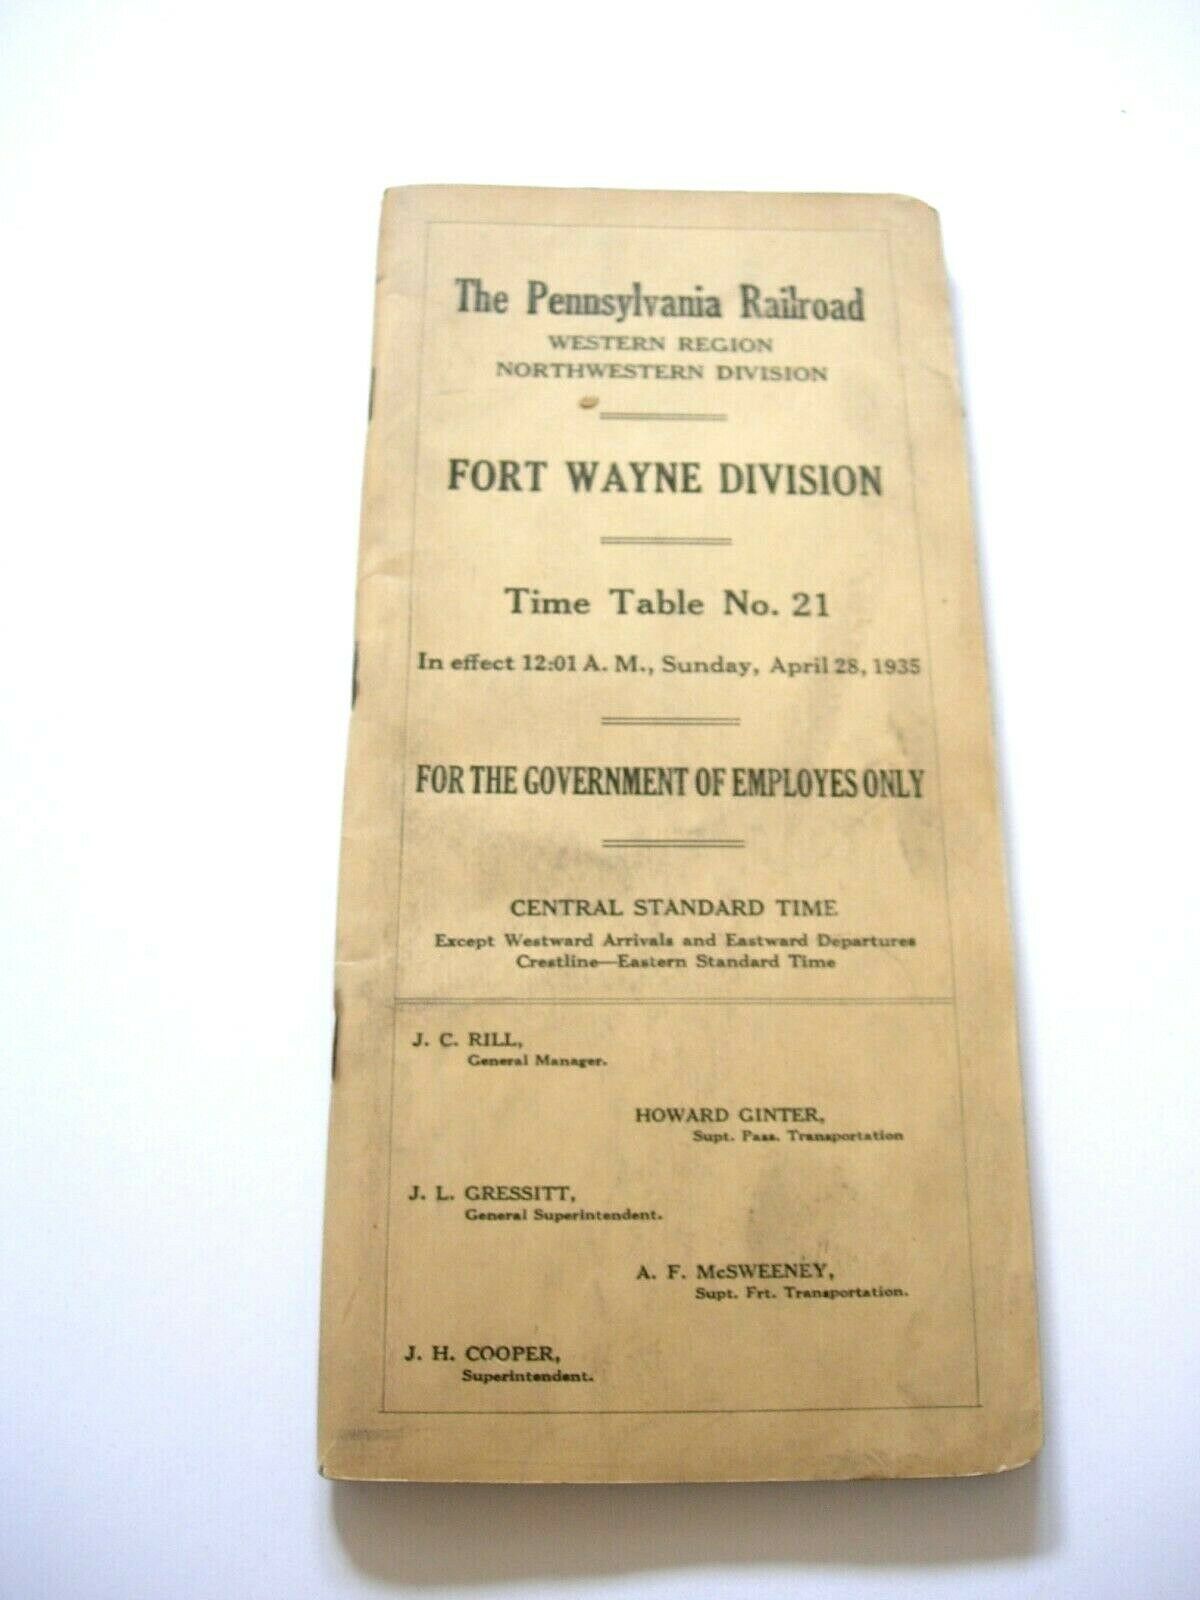 The Pennsylvania Railroad
WESTERN REGION
NORTHWESTERN DIVISION
FORT WAYNE DIVISION
Time Table No. 21
In effect 12:01 A. M., Sunday, April 28, 1935
FOR THE GOVERNMENT OF EMPLOYES ONLY
CENTRAL STANDARD TIME
Except Westward Arrivals and Eastward Departures
Crestline—Eastern Standard Time
J. C. RILL,
General Manager.
HOWARD GINTER,
Supt. Pass. Transportation
J. L. GRESSITT,
General Superintendent.
A. F. McSWEENEY,
Supt. Frt. Transportation.
J. H. COOPER,
Superintendent.